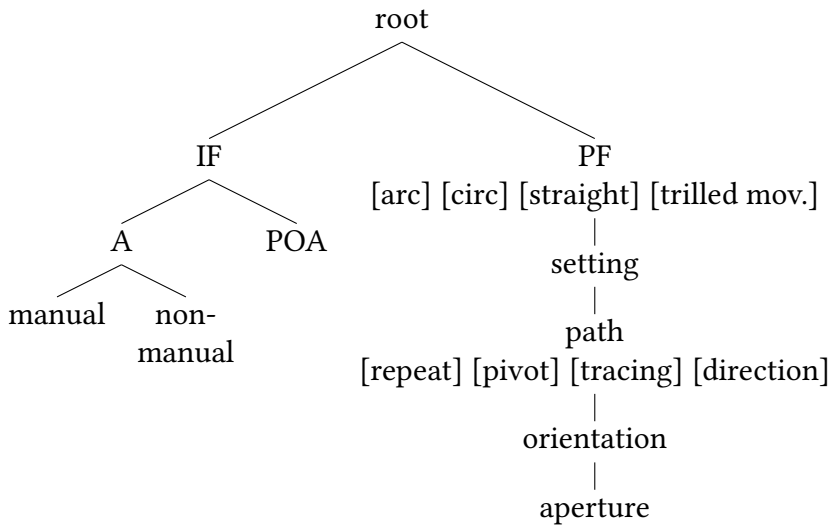 root
IF PF
[arc] [circ] [straight] [trilled mov.]
A POA
setting
manual non-
manual
path
[repeat] [pivot] [tracing] [direction]
orientation
aperture